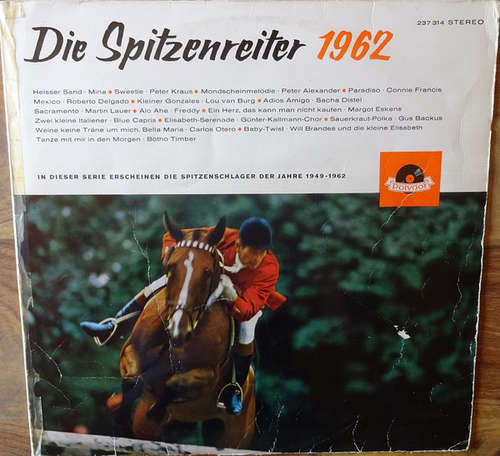 237 314 STEREO
Die Spitzenreiter 1962
Heisser Sand · Mina • Sweetie · Peter Kraus • Mondscheinmelodie · Peter Alexander • Paradiso · Connie Francis
Mexico · Roberto Delgado • Kleiner Gonzales · Lou van Burg • Adios Amigo · Sacha Distel
Sacramento · Martin Lauer • Alo Ahe · Freddy • Ein Herz, das kann man nicht kaufen · Margot Eskens
Zwei kleine Italiener · Blue Capris • Elisabeth-Serenade · Günter-Kallmann-Chor • Sauerkraut-Polka · Gus Backus
Weine keine Träne um mich, Bella Maria · Carlos Otero • Baby-Twist · Will Brandes und die kleine Elisabeth
Tanze mit mir in den Morgen · Botho Timber
IN DIESER SERIE ERSCHEINEN DIE SPITZENSCHLAGER DER JAHRE 1949-1962
Polydor